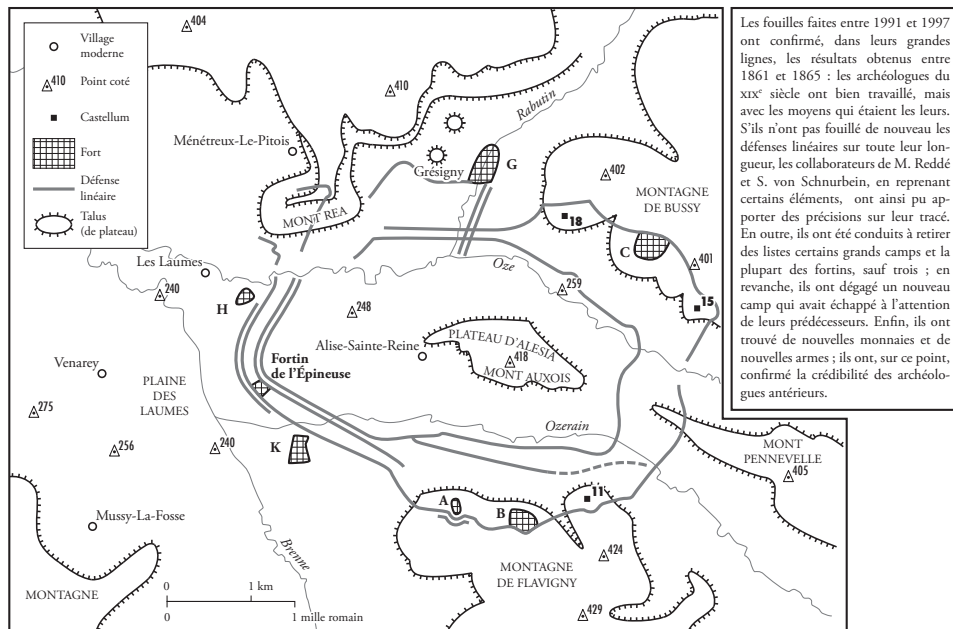 404
Village
moderne
410
Point coté
Castellum
Fort
Défense
linéaire
Talus
(de plateau)
410
Rabutin
Ménétreux-Le-Pitois
Grésigny
G
402
MONTAGNE
DE BUSSY
MONT REA
18
C
401
Les Laumes
Oze
240
259
15
H
248
PLATEAU D'ALESIA
Alise-Sainte-Reine
418
MONT AUXOIS
Fortin
de l'Épineuse
Venarey
PLAINE
DES
LAUMES
275
Ozerain
256
240
K
MONT
PENNEVELLE
405
11
A
B
Mussy-La-Fosse
Brenne
424
MONTAGNE
DE FLAVIGNY
MONTAGNE
0 1 km
0 1 mille romain
429
Les fouilles faites entre 1991 et 1997
ont confirmé, dans leurs grandes
lignes, les résultats obtenus entre
1861 et 1865 : les archéologues du
XIXe siècle ont bien travaillé, mais
avec les moyens qui étaient les leurs.
S'ils n'ont pas fouillé de nouveau les
défenses linéaires sur toute leur lon-
gueur, les collaborateurs de M. Reddé
et S. von Schnurbein, en reprenant
certains éléments, ont ainsi pu ap-
porter des précisions sur leur tracé.
En outre, ils ont été conduits à retirer
des listes certains grands camps et la
plupart des fortins, sauf trois ; en
revanche, ils ont dégagé un nouveau
camp qui avait échappé à l'attention
de leurs prédécesseurs. Enfin, ils ont
trouvé de nouvelles monnaies et de
nouvelles armes ; ils ont, sur ce point,
confirmé la crédibilité des archéolo-
gues antérieurs.